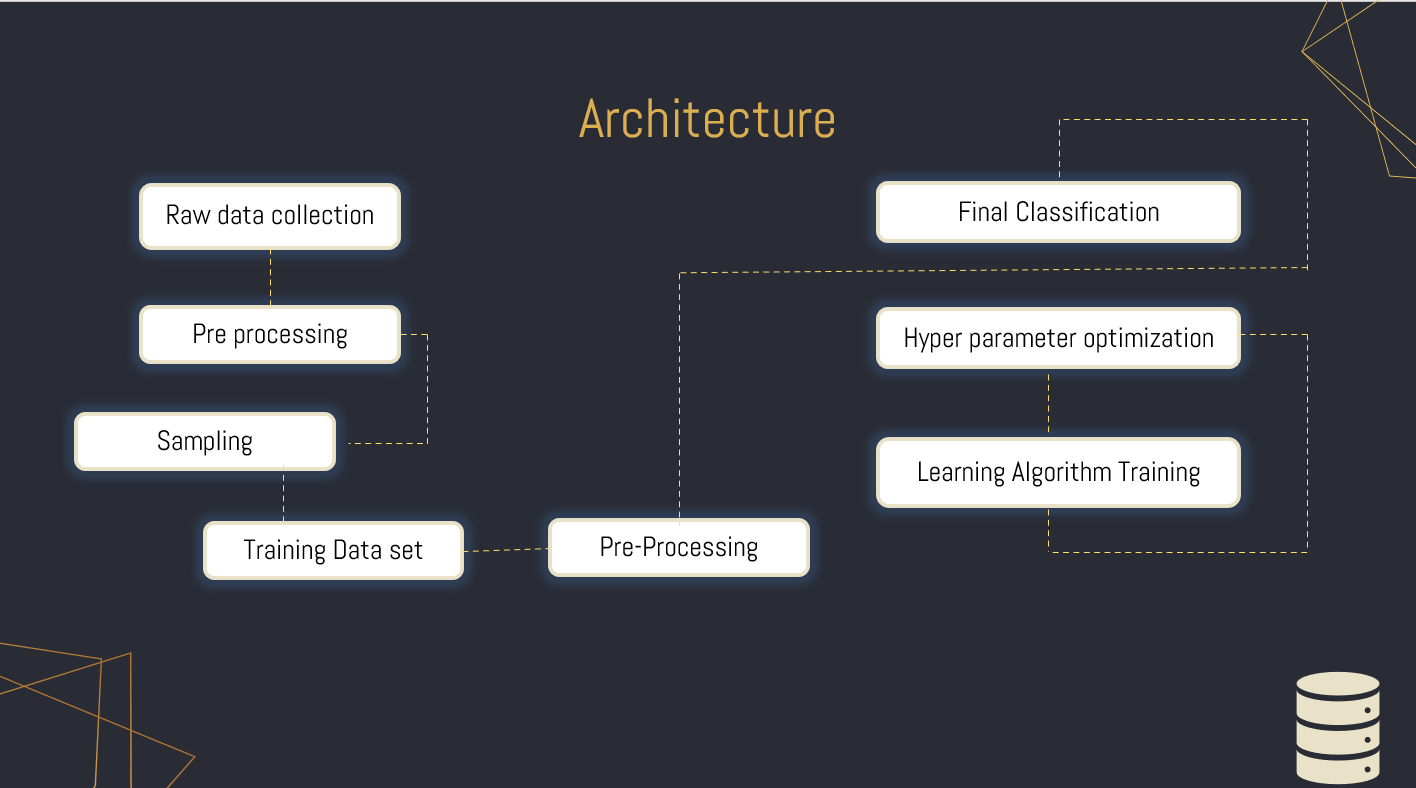 Architecture
Raw data collection
Pre processing
Sampling
Training Data set
Pre-Processing
Final Classification
Hyper parameter optimization
Learning Algorithm Training